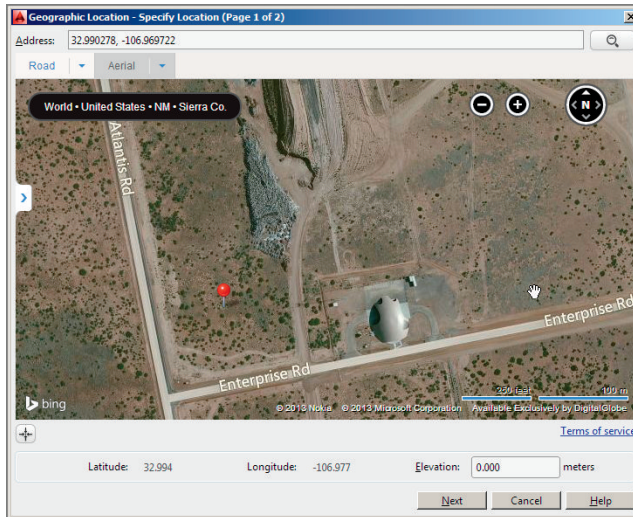 Geographic Location - Specify Location (Page 1 of 2)
Address: 32.990278, -106.969722
Road Aerial
World • United States • NM • Sierra Co.
N
Atlantis Rd
Enterprise Rd
Enterprise Rd
250 feet 100 m
bing
© 2013 Nokia © 2013 Microsoft Corporation Available Exclusively by DigitalGlobe
Terms of service
Latitude: 32.994 Longitude: -106.977 Elevation: 0.000 meters
Next Cancel Help